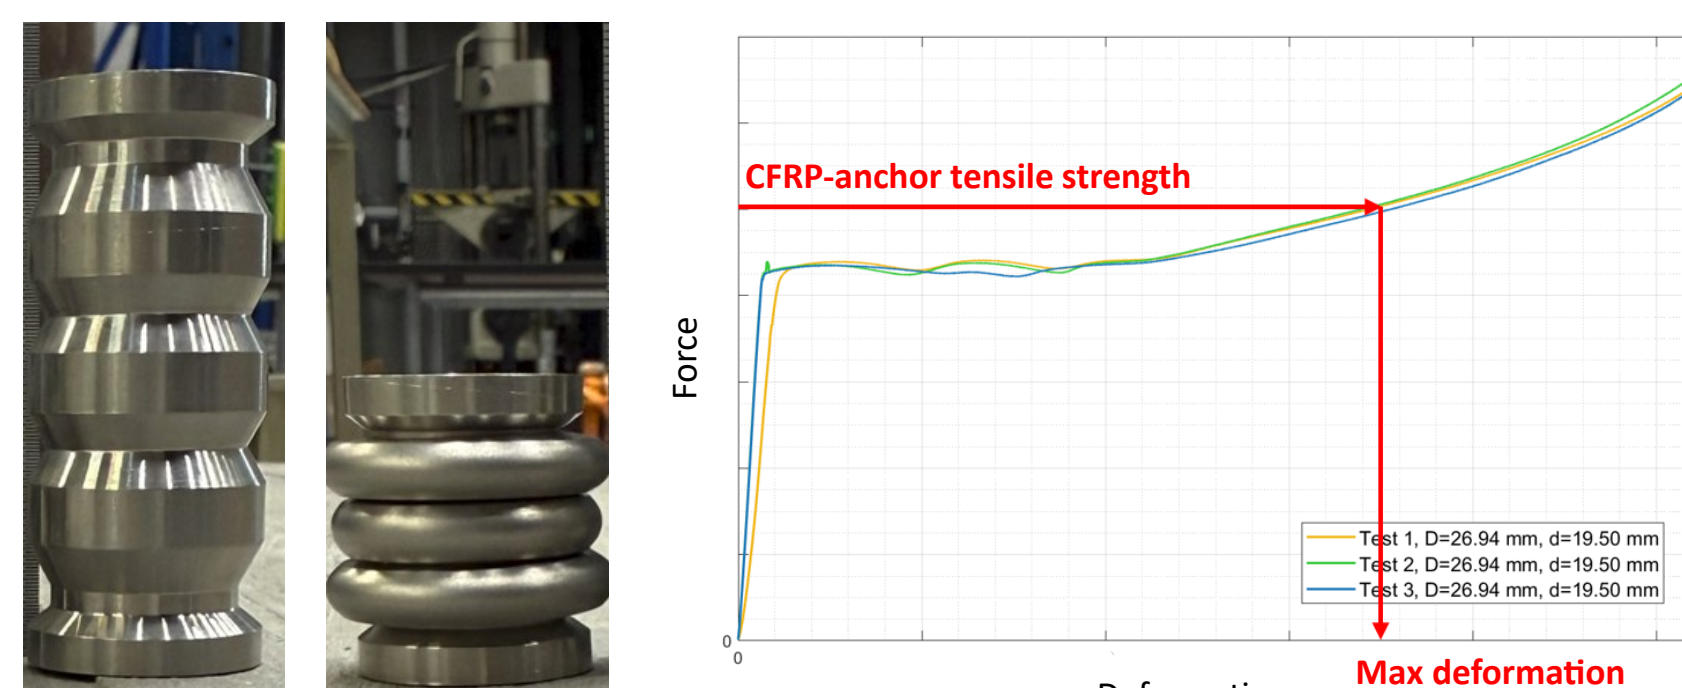 CFRP-anchor tensile strength
Force
Test 1, D=26.94 mm, d=19.50 mm
Test 2, D=26.94 mm, d=19.50 mm
Test 3, D=26.94 mm, d=19.50 mm
0
0
Max deformation